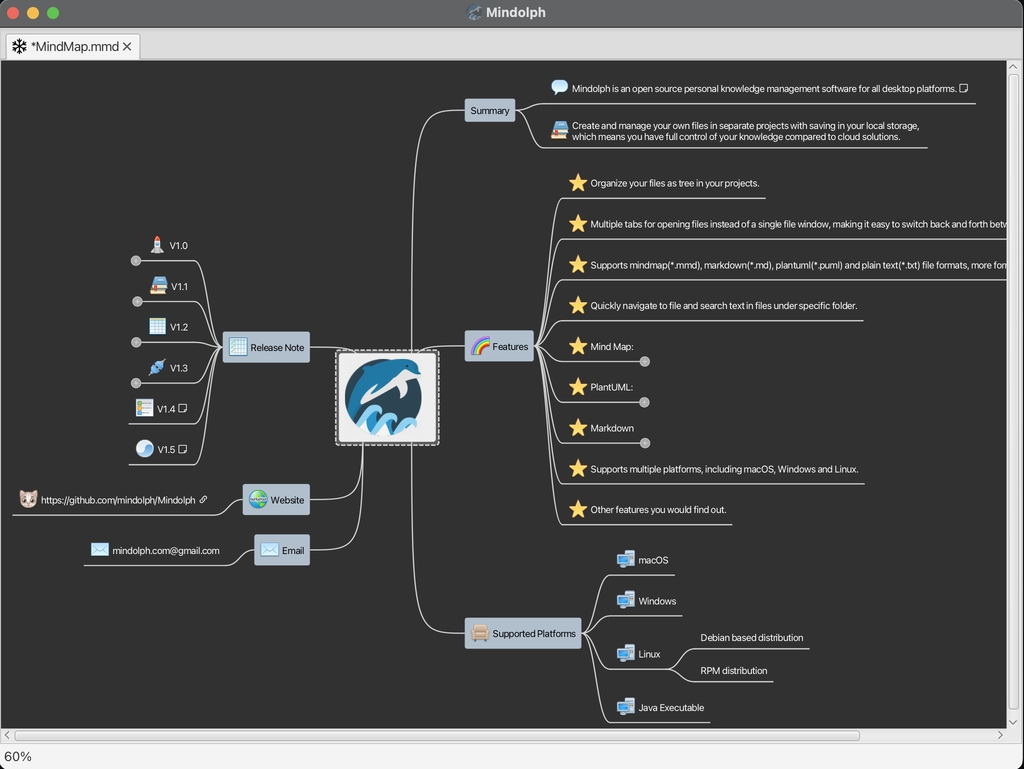 Mindolph
*MindMap.mmd
Summary
Mindolph is an open source personal knowledge management software for all desktop platforms.
Create and manage your own files in separate projects with saving in your local storage,
which means you have full control of your knowledge compared to cloud solutions.
Features
Organize your files as tree in your projects.
Multiple tabs for opening files instead of a single file window, making it easy to switch back and forth betw
Supports mindmap(*.mmd), markdown(*.md), plantuml(*.puml) and plain text(*.txt) file formats, more forn
Quickly navigate to file and search text in files under specific folder.
Mind Map:
PlantUML:
Markdown
Supports multiple platforms, including macOS, Windows and Linux.
Other features you would find out.
Release Note
V1.0
V1.1
V1.2
V1.3
V1.4
V1.5
Website
https://github.com/mindolph/Mindolph
Email
mindolph.com@gmail.com
Supported Platforms
macOS
Windows
Linux
Debian based distribution
RPM distribution
Java Executable
60%